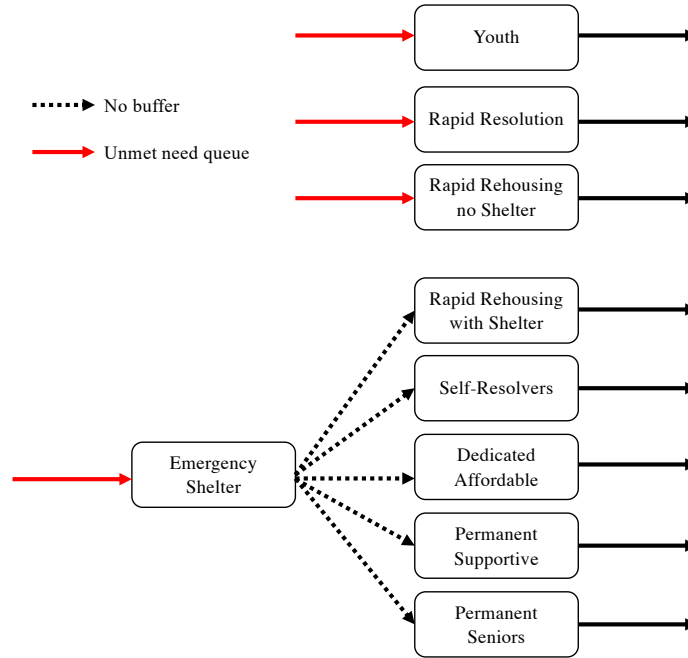 Youth
No buffer
Rapid Resolution
Unmet need queue
Rapid Rehousing
no Shelter
Rapid Rehousing
with Shelter
Self-Resolvers
Emergency
Shelter
Dedicated
Affordable
Permanent
Supportive
Permanent
Seniors